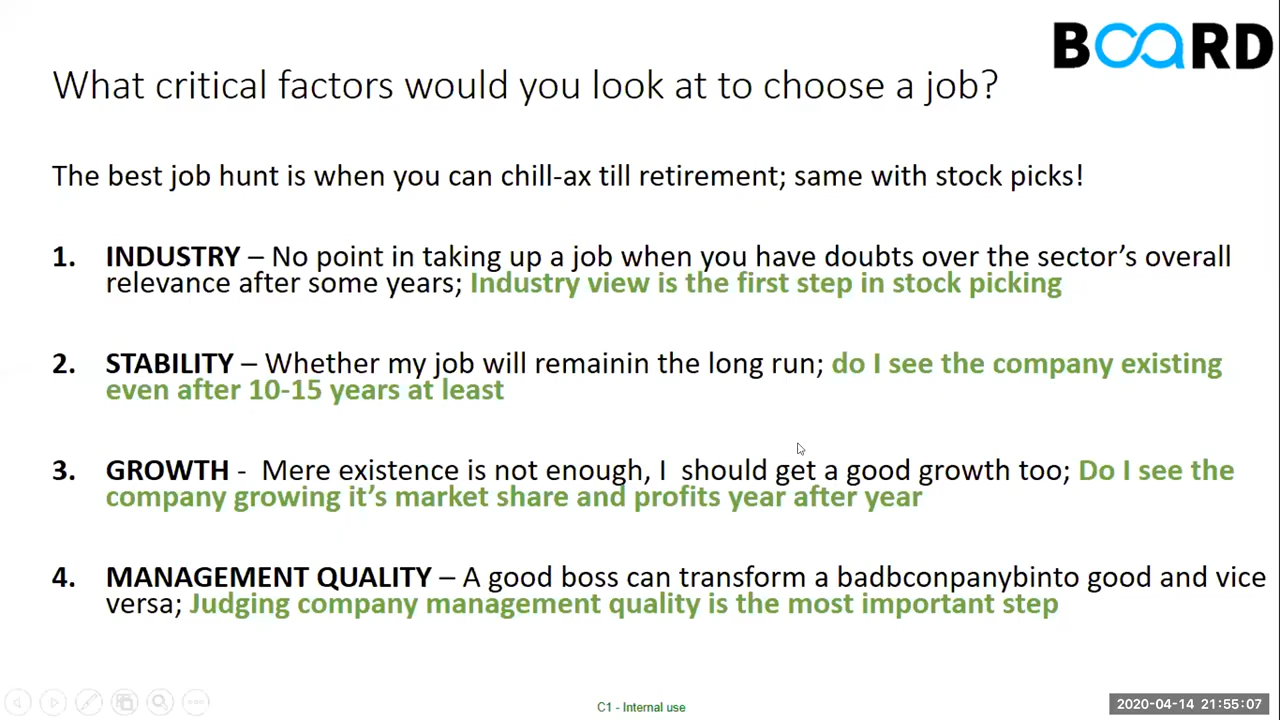 BOARD
What critical factors would you look at to choose a job?
The best job hunt is when you can chill-ax till retirement; same with stock picks!
1. INDUSTRY – No point in taking up a job when you have doubts over the sector’s overall
relevance after some years; Industry view is the first step in stock picking
2. STABILITY – Whether my job will remainin the long run; do I see the company existing
even after 10-15 years at least
3. GROWTH - Mere existence is not enough, I should get a good growth too; Do I see the
company growing it’s market share and profits year after year
4. MANAGEMENT QUALITY – A good boss can transform a badbconpanybinto good and vice
versa; Judging company management quality is the most important step
C1 - Internal use
2020-04-14 21:55:07